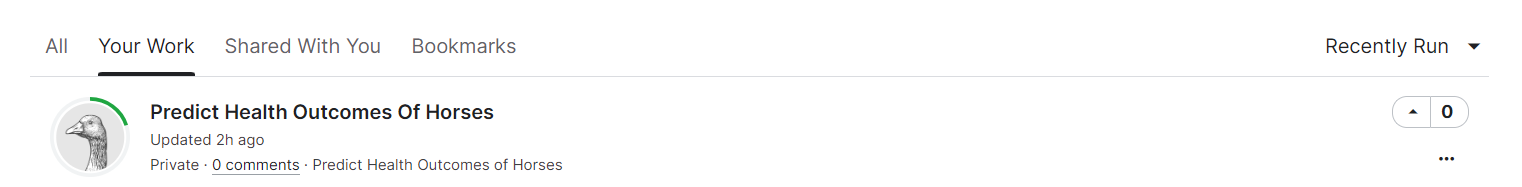 All Your Work Shared With You Bookmarks Recently Run
Predict Health Outcomes Of Horses
0
Updated 2h ago
Private · 0 comments · Predict Health Outcomes of Horses